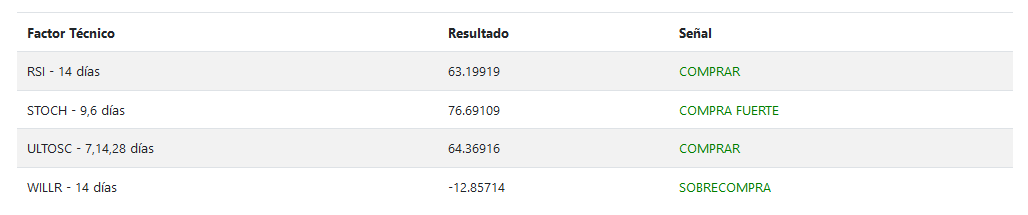 Factor Técnico Resultado Señal
RSI - 14 días 63.19919 COMPRAR
STOCH - 9,6 días 76.69109 COMPRA FUERTE
ULTOSC - 7,14,28 días 64.36916 COMPRAR
WILLR - 14 días -12.85714 SOBRECOMPRA